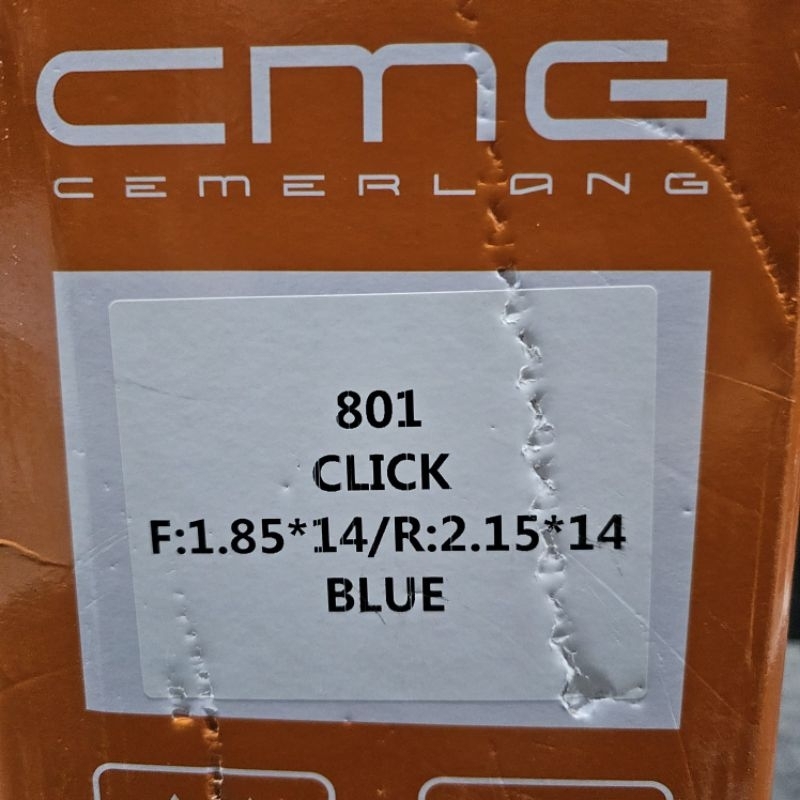 CMG
CEMERLANG
801
CLICK
F:1.85*14/R:2.15*14
BLUE